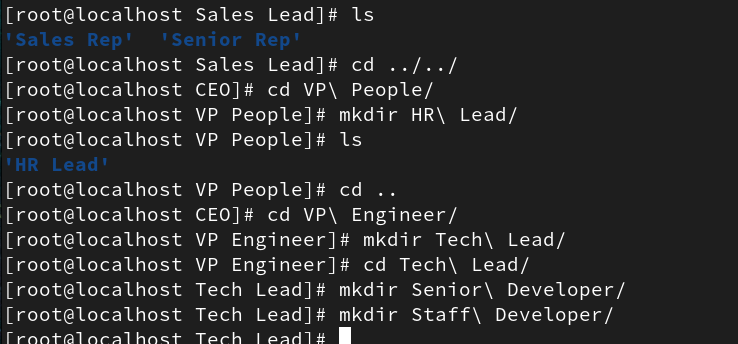 [root@localhost Sales Lead]# ls
'Sales Rep'  'Senior Rep'
[root@localhost Sales Lead]# cd ../../
[root@localhost CEO]# cd VP\ People/
[root@localhost VP People]# mkdir HR\ Lead/
[root@localhost VP People]# ls
'HR Lead'
[root@localhost VP People]# cd ..
[root@localhost CEO]# cd VP\ Engineer/
[root@localhost VP Engineer]# mkdir Tech\ Lead/
[root@localhost VP Engineer]# cd Tech\ Lead/
[root@localhost Tech Lead]# mkdir Senior\ Developer/
[root@localhost Tech Lead]# mkdir Staff\ Developer/
[root@localhost Tech Lead]#